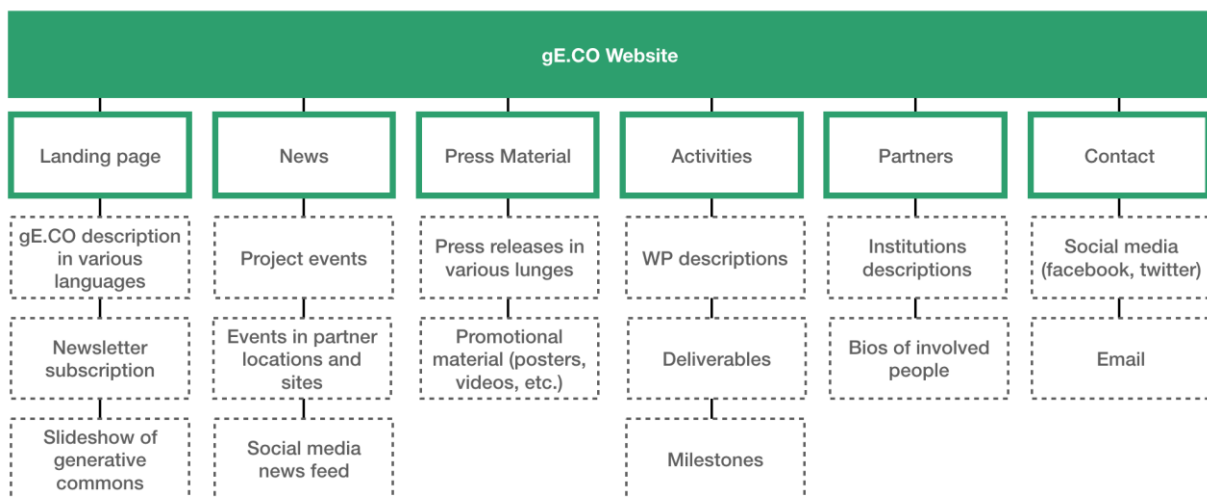 gE.CO Website
Landing page
News
Press Material
Activities
Partners
Contact
gE.CO description
in various
languages
Project events
Press releases in
various lunges
WP descriptions
Institutions
descriptions
Social media
(facebook, twitter)
Newsletter
subscription
Events in partner
locations and
sites
Promotional
material (posters,
videos, etc.)
Deliverables
Bios of involved
people
Email
Slideshow of
generative
commons
Social media
news feed
Milestones